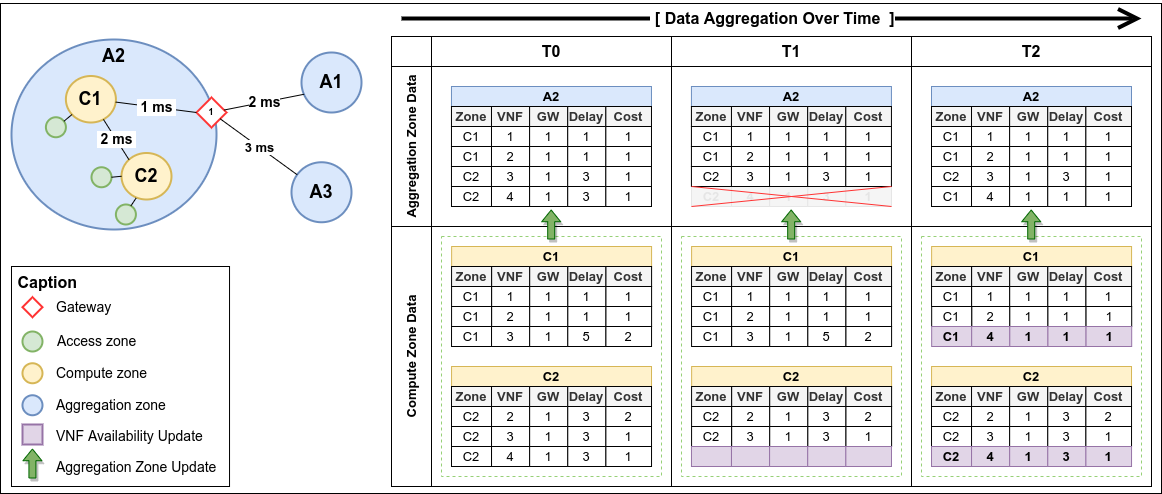 [ Data Aggregation Over Time ]
A2
C1
1 ms
1
2 ms
A1
2 ms
C2
3 ms
A3
Caption
Gateway
Access zone
Compute zone
Aggregation zone
VNF Availability Update
Aggregation Zone Update
T0 T1 T2
Aggregation Zone Data
A2
Zone VNF GW Delay Cost
C1 1 1 1 1
C1 2 1 1 1
C2 3 1 3 1
C2 4 1 3 1
A2
Zone VNF GW Delay Cost
C1 1 1 1 1
C1 2 1 1 1
C2 3 1 3 1
C2 1 1
A2
Zone VNF GW Delay Cost
C1 1 1 1 1
C1 2 1 1 1
C2 3 1 3 1
C1 4 1 1 1
Compute Zone Data
C1
Zone VNF GW Delay Cost
C1 1 1 1 1
C1 2 1 1 1
C1 3 1 5 2
C2
Zone VNF GW Delay Cost
C2 2 1 3 2
C2 3 1 3 1
C2 4 1 3 1
C1
Zone VNF GW Delay Cost
C1 1 1 1 1
C1 2 1 1 1
C1 3 1 5 2
C2
Zone VNF GW Delay Cost
C2 2 1 3 2
C2 3 1 3 1
C1
Zone VNF GW Delay Cost
C1 1 1 1 1
C1 2 1 1 1
C1 4 1 1 1
C2
Zone VNF GW Delay Cost
C2 2 1 3 2
C2 3 1 3 1
C2 4 1 3 1